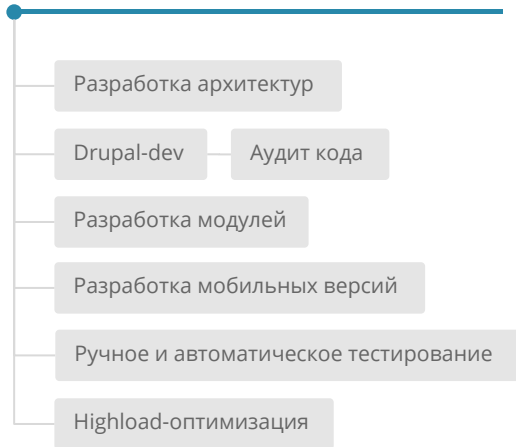 Разработка архитектур
Drupal-dev Аудит кода
Разработка модулей
Разработка мобильных версий
Ручное и автоматическое тестирование
Highload-оптимизация